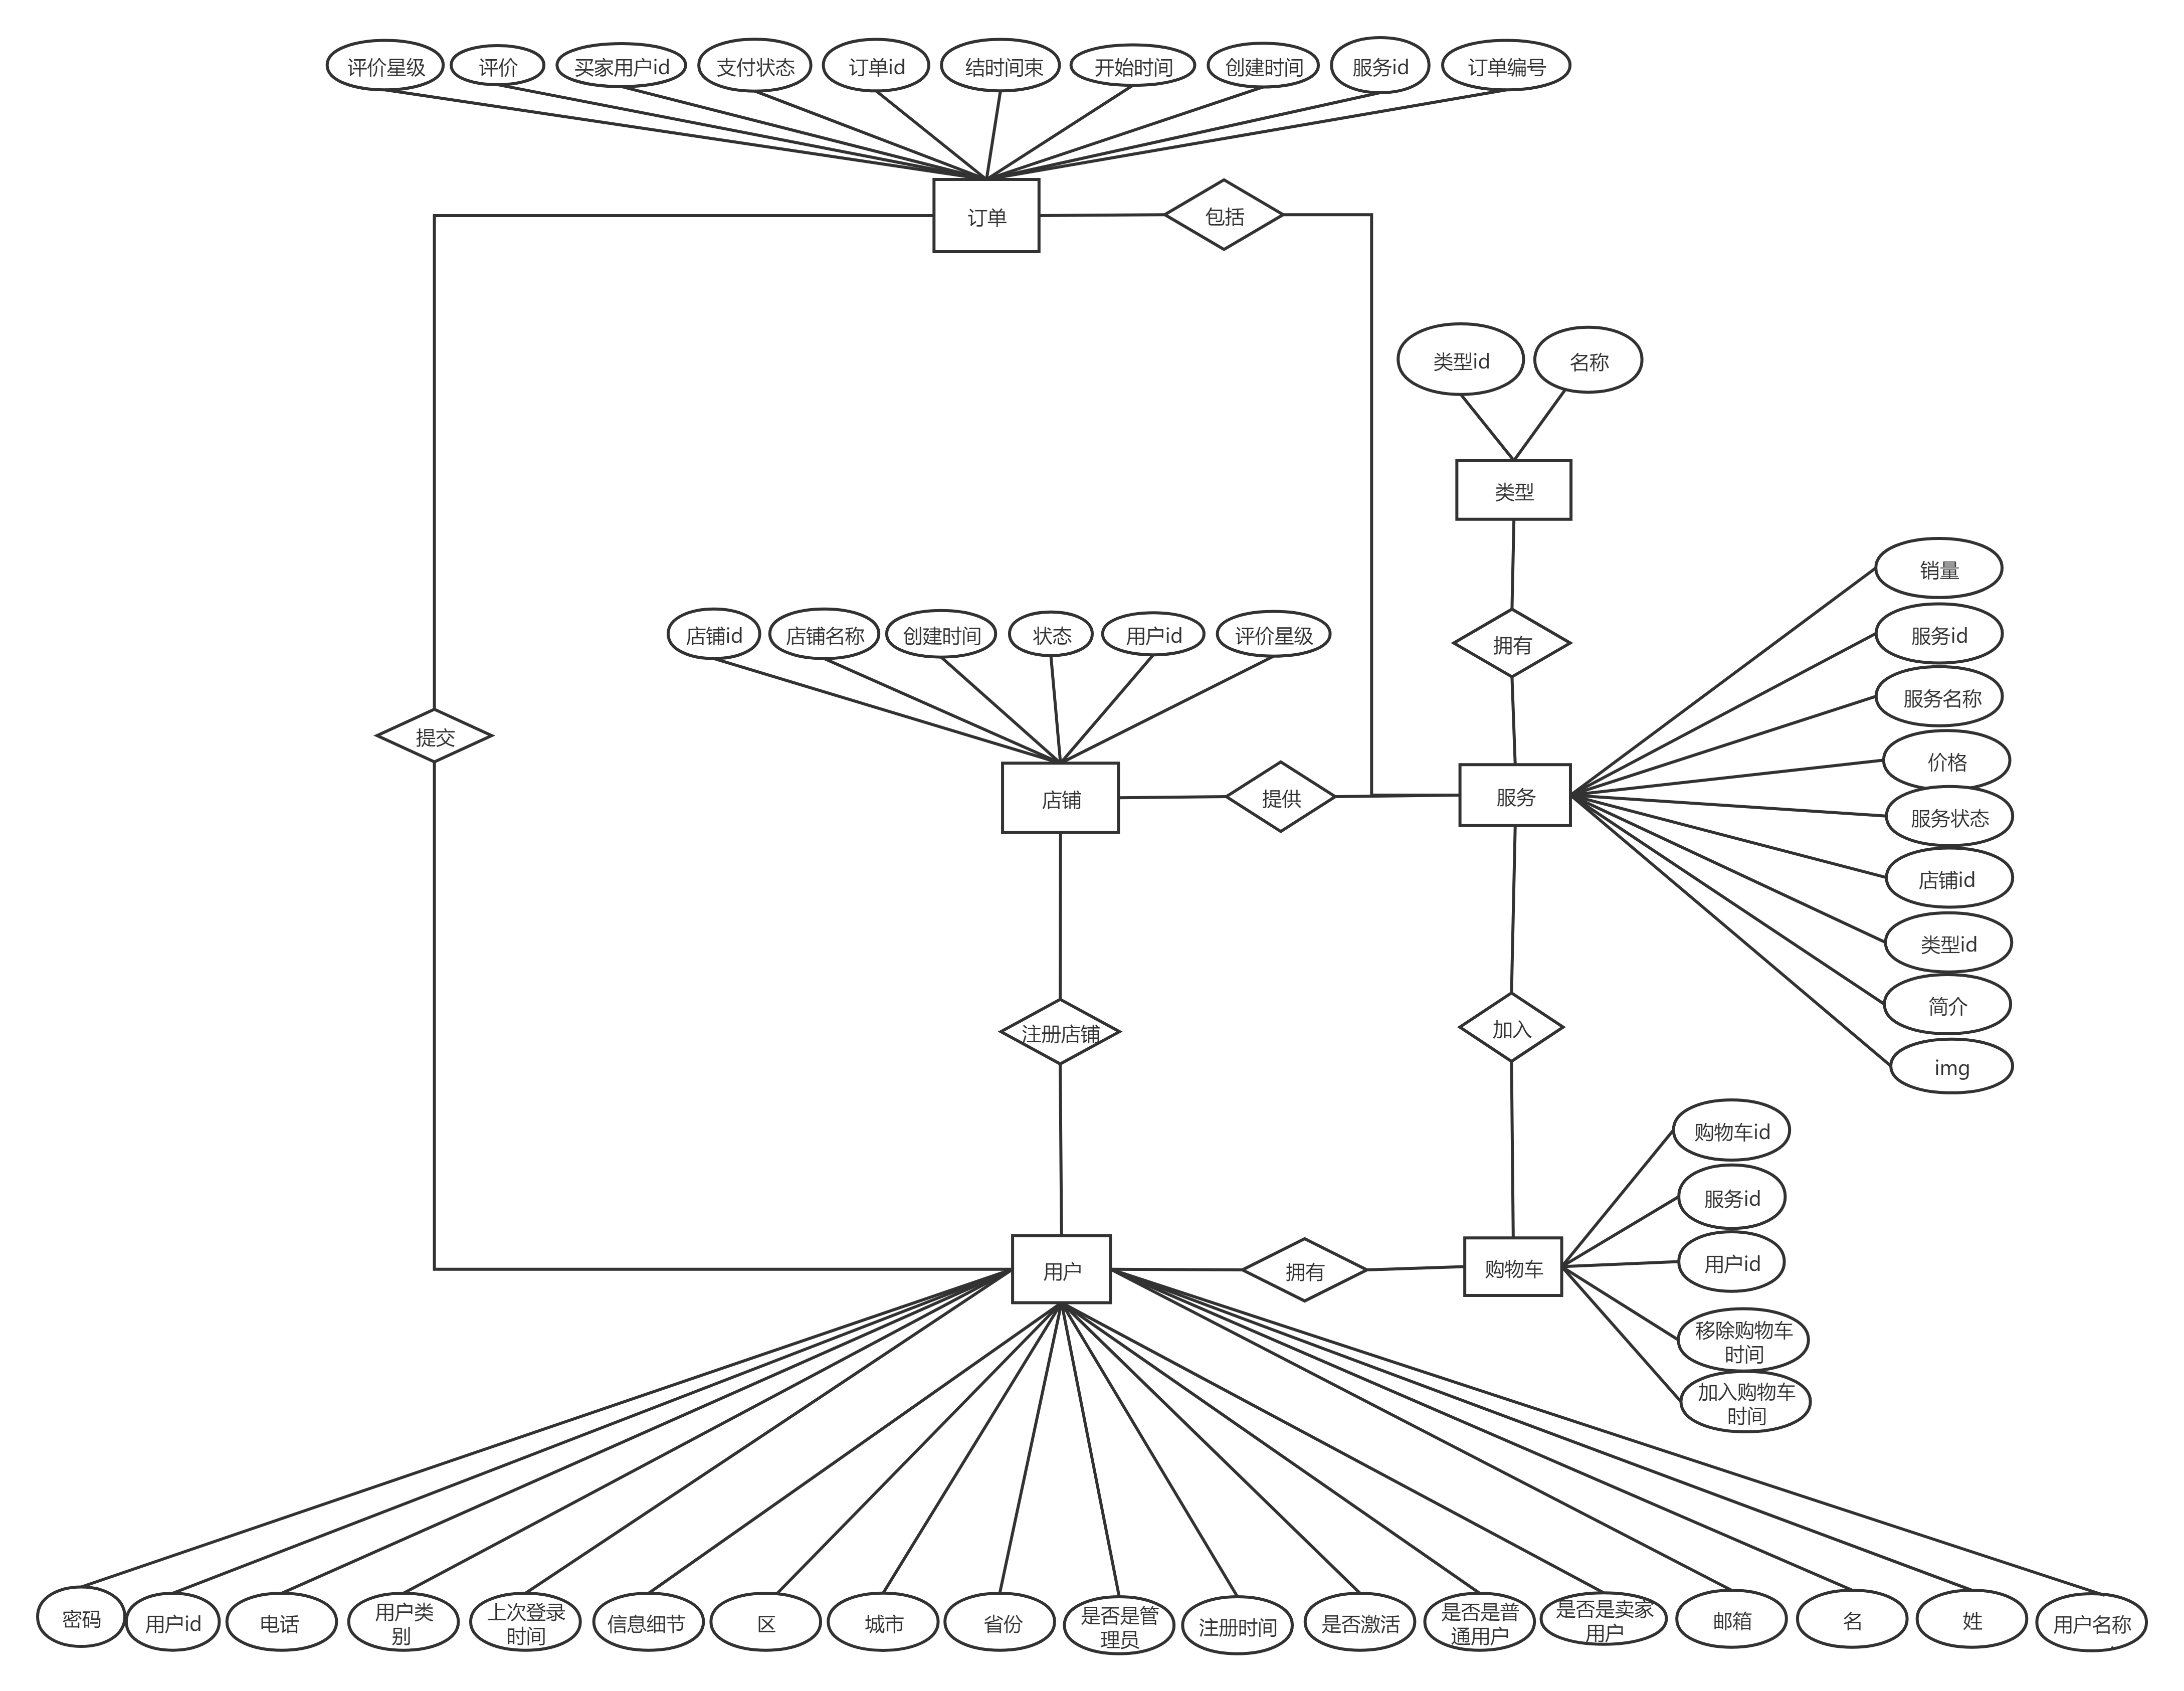 评价星级
评价
买家用户id
支付状态
订单id
结时间束
开始时间
创建时间
服务id
订单编号
订单
包括
类型id
名称
类型
销量
店铺id
店铺名称
创建时间
状态
用户id
评价星级
拥有
服务id
服务名称
提交
价格
店铺
提供
服务
服务状态
店铺id
类型id
简介
注册店铺
加入
img
购物车id
服务id
用户id
用户
拥有
购物车
移除购物车
时间
加入购物车
时间
密码
用户id
电话
用户类
别
上次登录
时间
信息细节
区
城市
省份
是否是管
理员
注册时间
是否激活
是否是普
通用户
是否是卖家
用户
邮箱
名
姓
用户名称